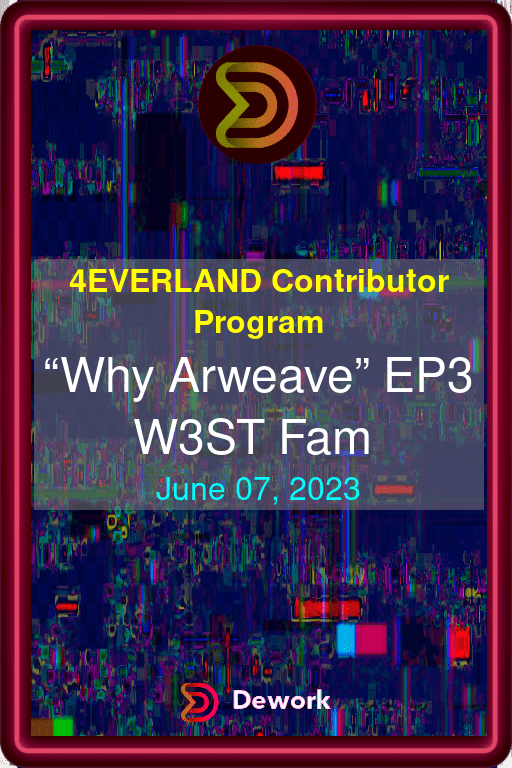 4EVERLAND Contributor
Program
“Why Arweave” EP3
W3ST Fam
June 07, 2023
Dework